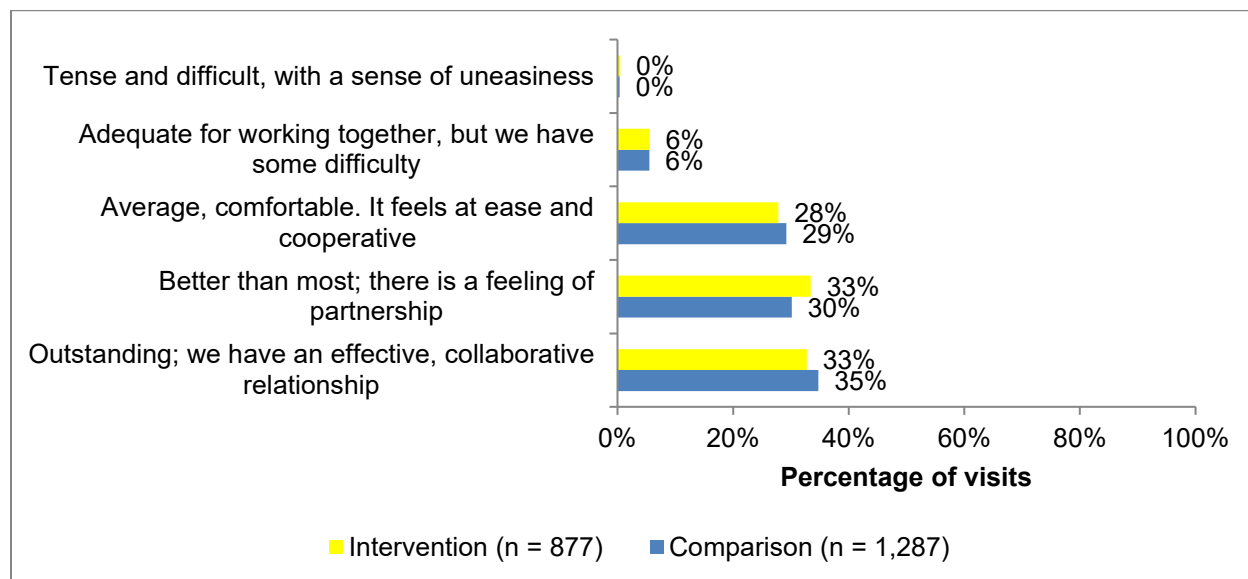 Tense and difficult, with a sense of uneasiness
0%
0%
Adequate for working together, but we have
some difficulty
6%
6%
Average, comfortable. It feels at ease and
cooperative
28%
29%
Better than most; there is a feeling of
partnership
33%
30%
Outstanding; we have an effective, collaborative
relationship
33%
35%
0% 20% 40% 60% 80% 100%
Percentage of visits
Intervention (n = 877) Comparison (n = 1,287)